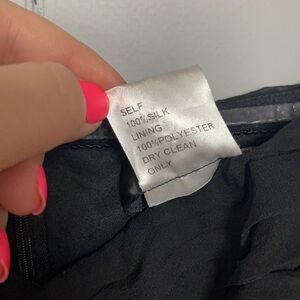 SELF
100%SILK
LINING
100%POLYESTER
DRY CLEAN
ONLY